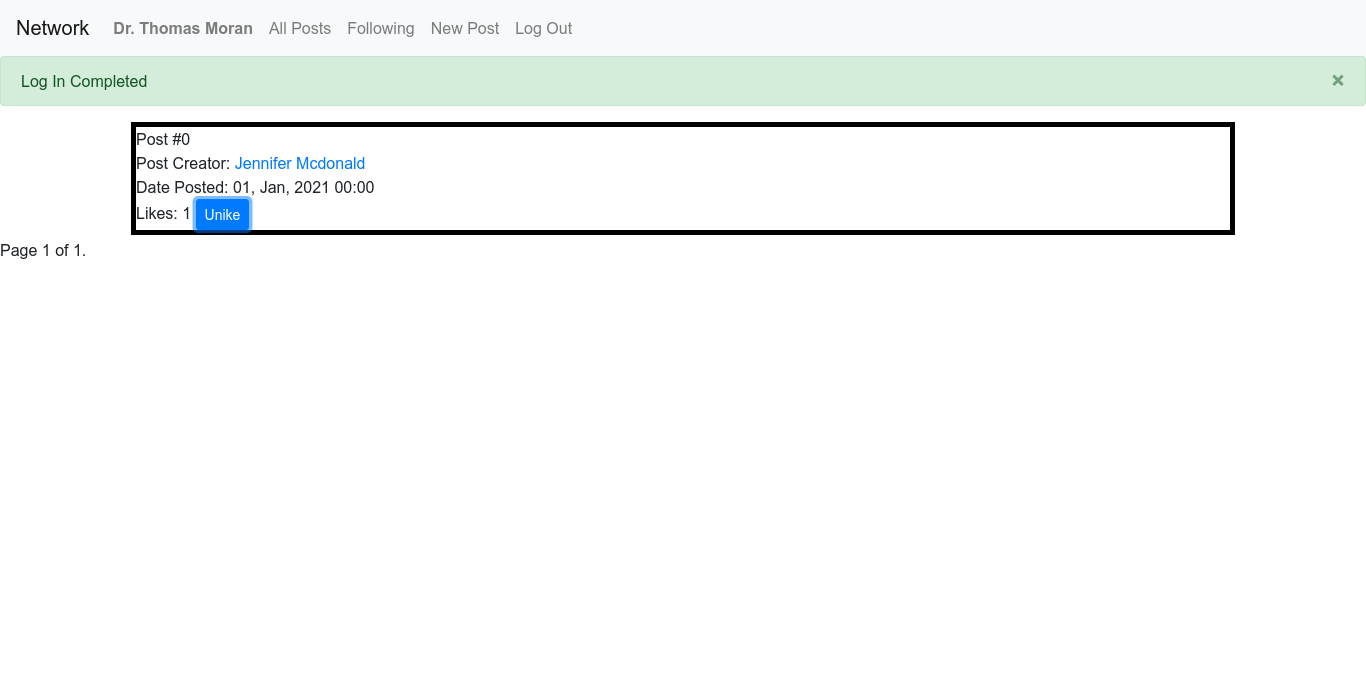 Network Dr. Thomas Moran All Posts Following New Post Log Out
Log In Completed ×
Post #0
Post Creator: Jennifer Mcdonald
Date Posted: 01, Jan, 2021 00:00
Likes: 1 Unike
Page 1 of 1.